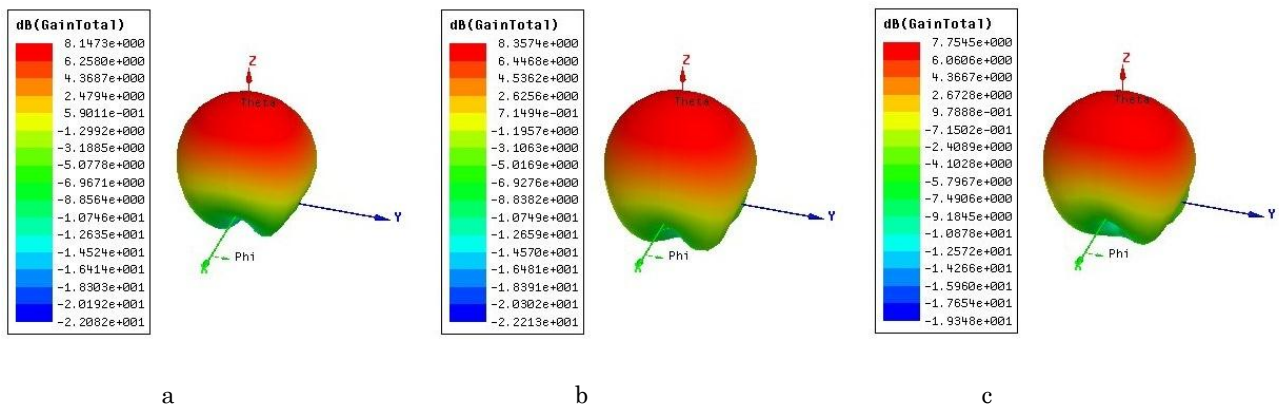 dB(GainTotal)
8.1473e+000
6.2580e+000
4.3687e+000
2.4794e+000
5.9011e-001
-1.2992e+000
-3.1885e+000
-5.0778e+000
-6.9671e+000
-8.8564e+000
-1.0746e+001
-1.2635e+001
-1.4524e+001
-1.6414e+001
-1.8303e+001
-2.0192e+001
-2.2082e+001
Z
Theta
Y
Phi
X
a
dB(GainTotal)
8.3574e+000
6.4468e+000
4.5362e+000
2.6256e+000
7.1494e-001
-1.1957e+000
-3.1063e+000
-5.0169e+000
-6.9276e+000
-8.8382e+000
-1.0749e+001
-1.2659e+001
-1.4570e+001
-1.6481e+001
-1.8391e+001
-2.0302e+001
-2.2213e+001
Z
Theta
Y
Phi
X
b
dB(GainTotal)
7.7545e+000
6.0606e+000
4.3667e+000
2.6728e+000
9.7888e-001
-7.1502e-001
-2.4089e+000
-4.1028e+000
-5.7967e+000
-7.4906e+000
-9.1845e+000
-1.0878e+001
-1.2572e+001
-1.4266e+001
-1.5960e+001
-1.7654e+001
-1.9348e+001
Z
Theta
Y
Phi
X
c